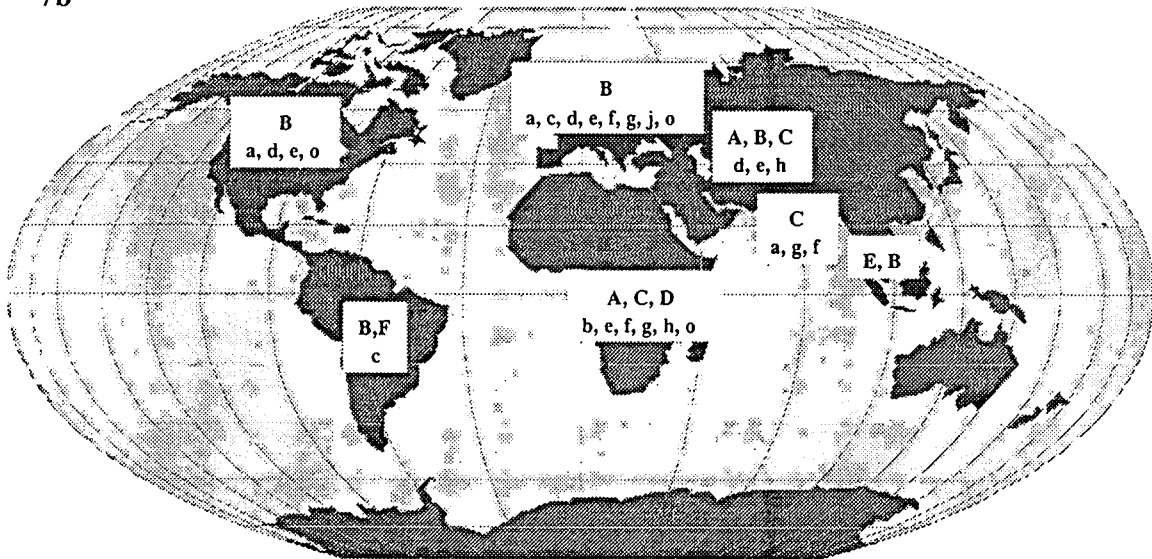 7b
B
a, d, e, o
B
a, c, d, e, f, g, j, o
A, B, C
d, e, h
C
a, g, f
E, B
A, C, D
b, e, f, g, h, o
B,F
c